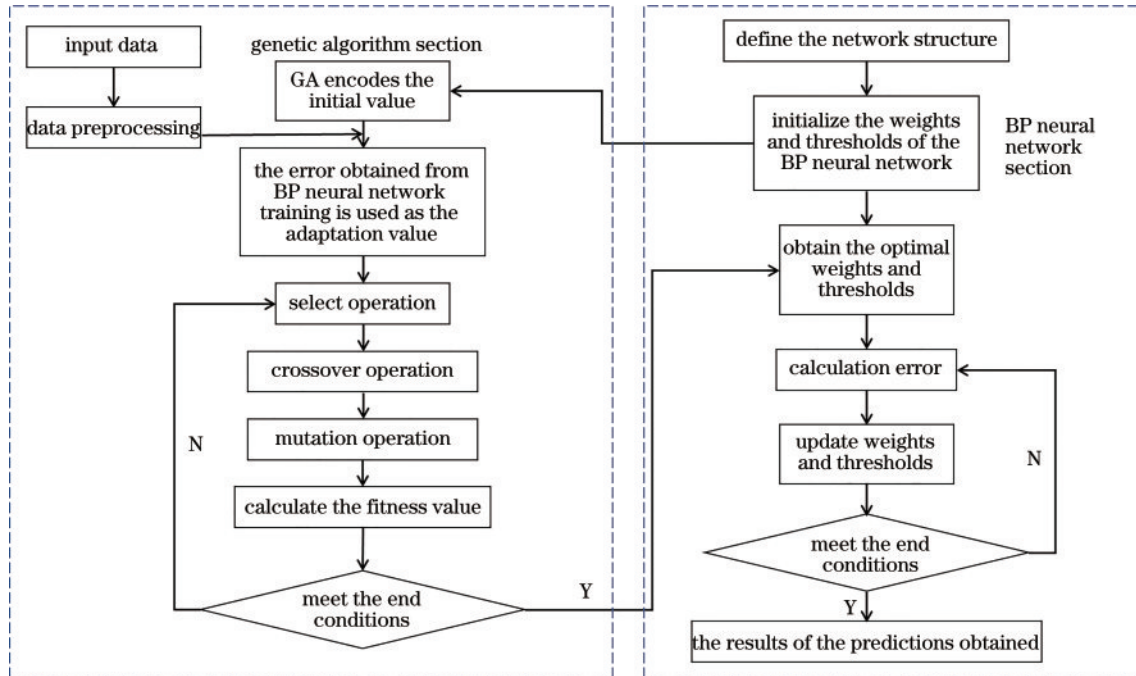 input data
data preprocessing
genetic algorithm section
GA encodes the
initial value
the error obtained from
BP neural network
training is used as the
adaptation value
select operation
crossover operation
mutation operation
calculate the fitness value
meet the end
conditions
N
Y
define the network structure
initialize the weights
and thresholds of the
BP neural network
BP neural
network
section
obtain the optimal
weights and
thresholds
calculation error
update weights
and thresholds
N
meet the end
conditions
Y
the results of the predictions obtained